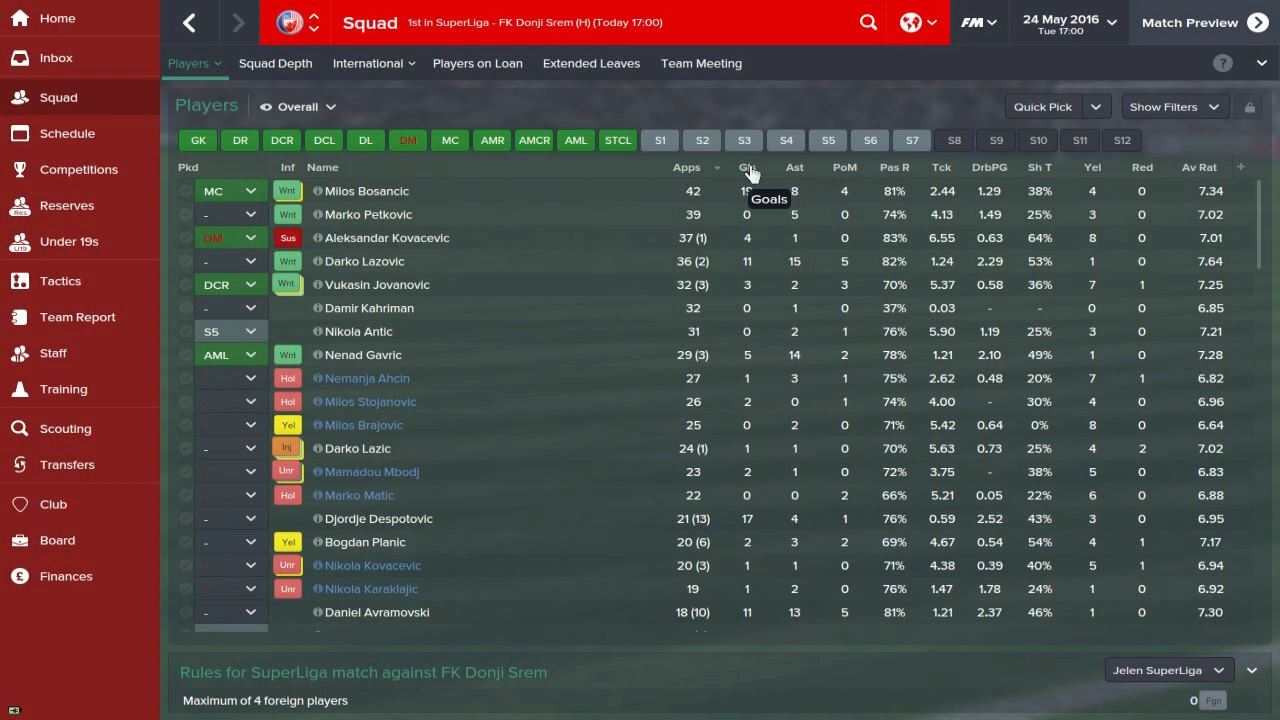 Home
Inbox
Squad
Schedule
Competitions
Reserves
Res
Under 19s
U19
Tactics
Team Report
Staff
Training
Scouting
Transfers
Club
Board
Finances
Squad 1st in SuperLiga - FK Donji Srem (H) (Today 17:00) FM 24 May 2016 Match Preview
Tue 17:00
Players Squad Depth International Players on Loan Extended Leaves Team Meeting ?
Players Overall Quick Pick Show Filters
GK DR DCR DCL DL DM MC AMR AMCR AML STCL S1 S2 S3 S4 S5 S6 S7 S8 S9 S10 S11 S12
Pkd Inf Name Apps Ast PoM Pas R Tck DrbPG Sh T Yel Red Av Rat +
MC Wnt Milos Bosancic 42 8 4 81% 2.44 1.29 38% 4 0 7.34
Goals
- Wnt Marko Petkovic 39 0 5 0 74% 4.13 1.49 25% 3 0 7.02
DM Sus Aleksandar Kovacevic 37 (1) 4 1 0 83% 6.55 0.63 64% 8 0 7.01
- Wnt Darko Lazovic 36 (2) 11 15 5 82% 1.24 2.29 53% 1 0 7.64
DCR Wnt Vukasin Jovanovic 32 (3) 3 2 3 70% 5.37 0.58 36% 7 1 7.25
- Damir Kahriman 32 0 1 0 37% 0.03 - - 0 0 6.85
S5 Nikola Antic 31 0 2 1 76% 5.90 1.19 25% 3 0 7.21
AML Wnt Nenad Gavric 29 (3) 5 14 2 78% 1.21 2.10 49% 1 0 7.28
Hol Nemanja Ahcin 27 1 3 1 75% 2.62 0.48 20% 7 1 6.82
Hol Milos Stojanovic 26 2 0 1 74% 4.00 - 30% 4 0 6.96
Yel Milos Brajovic 25 0 2 0 71% 5.42 0.64 0% 8 0 6.64
- Inj Darko Lazic 24 (1) 1 1 0 70% 5.63 0.73 25% 4 2 7.02
Unr Mamadou Mbodj 23 2 1 0 72% 3.75 - 38% 5 0 6.83
Hol Marko Matic 22 0 0 2 66% 5.21 0.05 22% 6 0 6.88
- Djordje Despotovic 21 (13) 17 4 1 76% 0.59 2.52 43% 3 0 6.95
- Yel Bogdan Planic 20 (6) 2 3 2 69% 4.67 0.54 54% 4 1 7.17
Unr Nikola Kovacevic 20 (3) 1 1 0 71% 4.38 0.39 40% 5 1 6.94
Unr Nikola Karaklajic 19 1 2 0 76% 1.47 1.78 24% 1 0 6.92
- Daniel Avramovski 18 (10) 11 13 5 81% 1.21 2.37 46% 1 0 7.30
Rules for SuperLiga match against FK Donji Srem Jelen SuperLiga
Maximum of 4 foreign players 0 Fgn